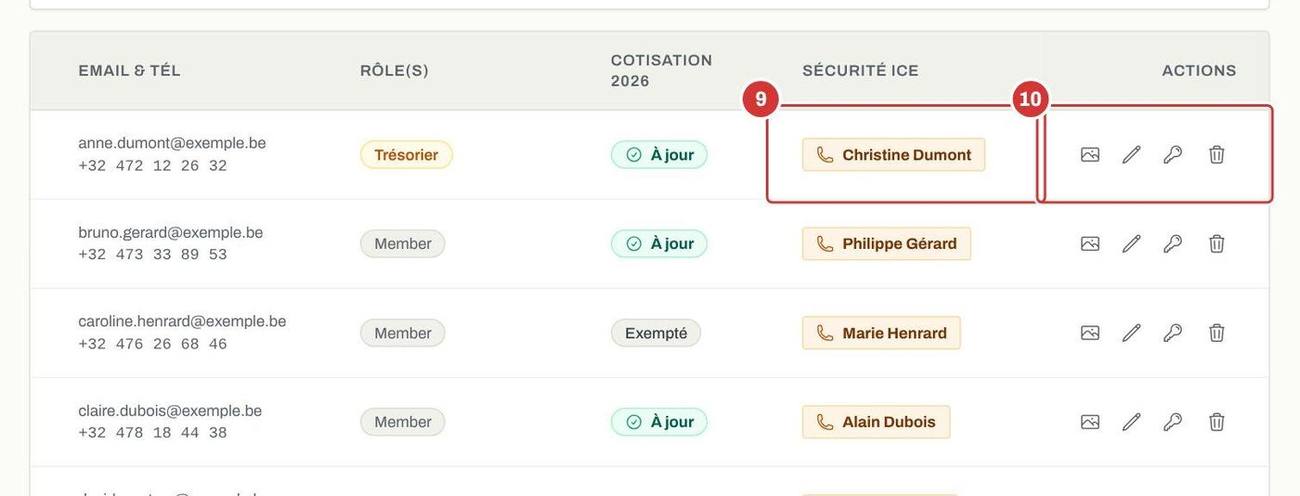 EMAIL & TÉL
RÔLE(S)
COTISATION
2026
SÉCURITÉ ICE
ACTIONS
9
10
anne.dumont@exemple.be
+32 472 12 26 32
Trésorier
À jour
Christine Dumont
bruno.gerard@exemple.be
+32 473 33 89 53
Member
À jour
Philippe Gérard
caroline.henrard@exemple.be
+32 476 26 68 46
Member
Exempté
Marie Henrard
claire.dubois@exemple.be
+32 478 18 44 38
Member
À jour
Alain Dubois